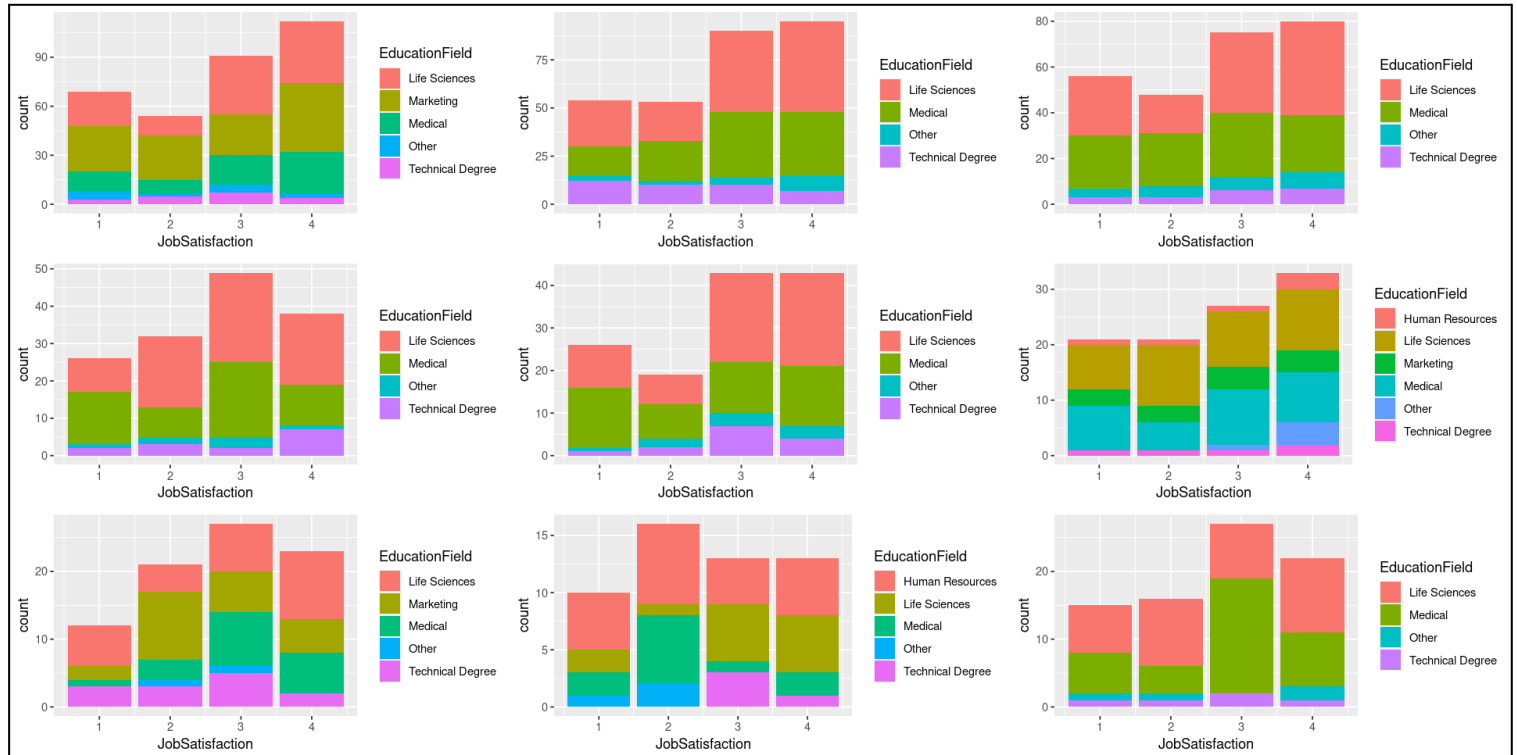 EducationField
Life Sciences
Marketing
Medical
Other
Technical Degree
count
90
60
30
0
1 2 3 4
JobSatisfaction
EducationField
Life Sciences
Medical
Other
Technical Degree
count
75
50
25
0
1 2 3 4
JobSatisfaction
EducationField
Life Sciences
Medical
Other
Technical Degree
count
80
60
40
20
0
1 2 3 4
JobSatisfaction
EducationField
Life Sciences
Medical
Other
Technical Degree
count
50
40
30
20
10
0
1 2 3 4
JobSatisfaction
EducationField
Life Sciences
Medical
Other
Technical Degree
count
40
30
20
10
0
1 2 3 4
JobSatisfaction
EducationField
Human Resources
Life Sciences
Marketing
Medical
Other
Technical Degree
count
30
20
10
0
1 2 3 4
JobSatisfaction
EducationField
Life Sciences
Marketing
Medical
Other
Technical Degree
count
20
10
0
1 2 3 4
JobSatisfaction
EducationField
Human Resources
Life Sciences
Medical
Other
Technical Degree
count
15
10
5
0
1 2 3 4
JobSatisfaction
EducationField
Life Sciences
Medical
Other
Technical Degree
count
20
10
0
1 2 3 4
JobSatisfaction